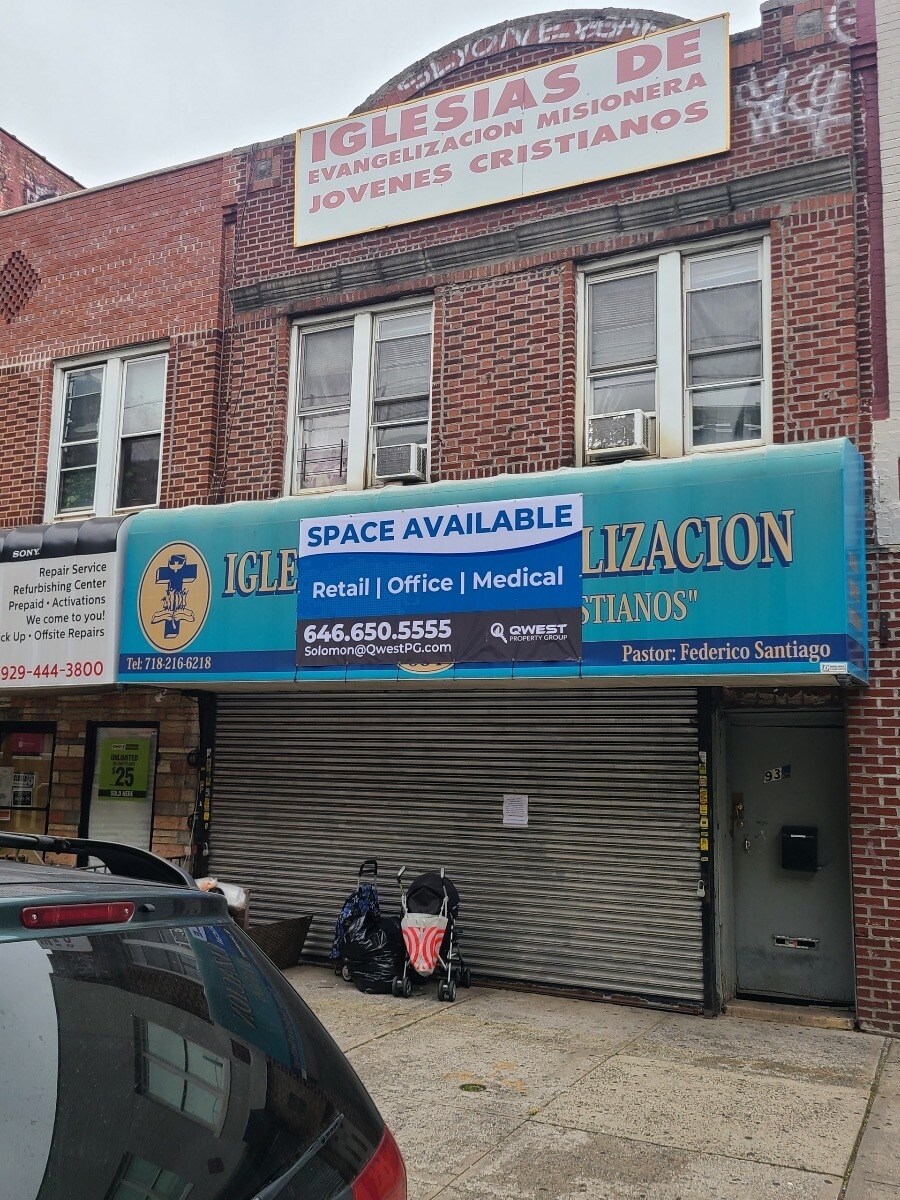 IGLESIAS DE
EVANGELIZACION MISIONERA
JOVENES CRISTIANOS
SONY
Repair Service
Refurbishing Center
Prepaid • Activations
We come to you!
ck Up • Offsite Repairs
929-444-3800
IGLE
LIZACION
STIANOS"
Tel: 718-216-6218
Pastor: Federico Santiago
SPACE AVAILABLE
Retail | Office | Medical
646.650.5555
Solomon@QwestPG.com
QWEST
PROPERTY GROUP
UNLIMITED
$25
SOLD HERE
93